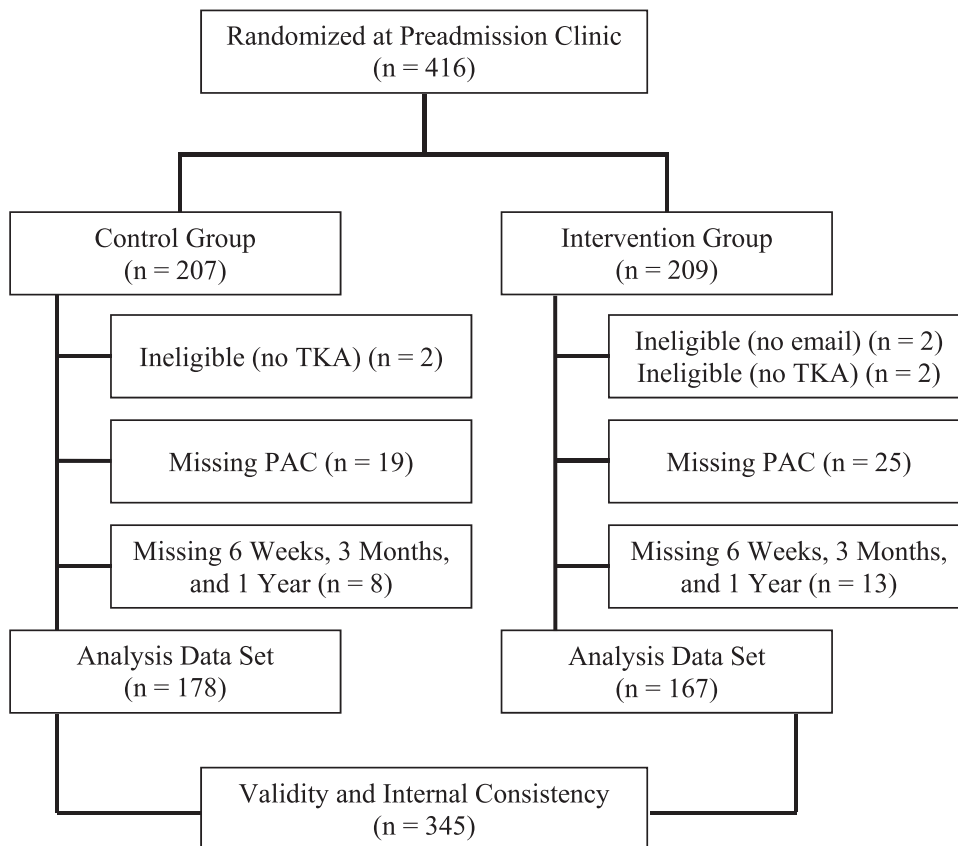 Randomized at Preadmission Clinic
(n = 416)
Control Group
(n = 207)
Intervention Group
(n = 209)
Ineligible (no TKA) (n = 2)
Ineligible (no email) (n = 2)
Ineligible (no TKA) (n = 2)
Missing PAC (n = 19)
Missing PAC (n = 25)
Missing 6 Weeks, 3 Months,
and 1 Year (n = 8)
Missing 6 Weeks, 3 Months,
and 1 Year (n = 13)
Analysis Data Set
(n = 178)
Analysis Data Set
(n = 167)
Validity and Internal Consistency
(n = 345)